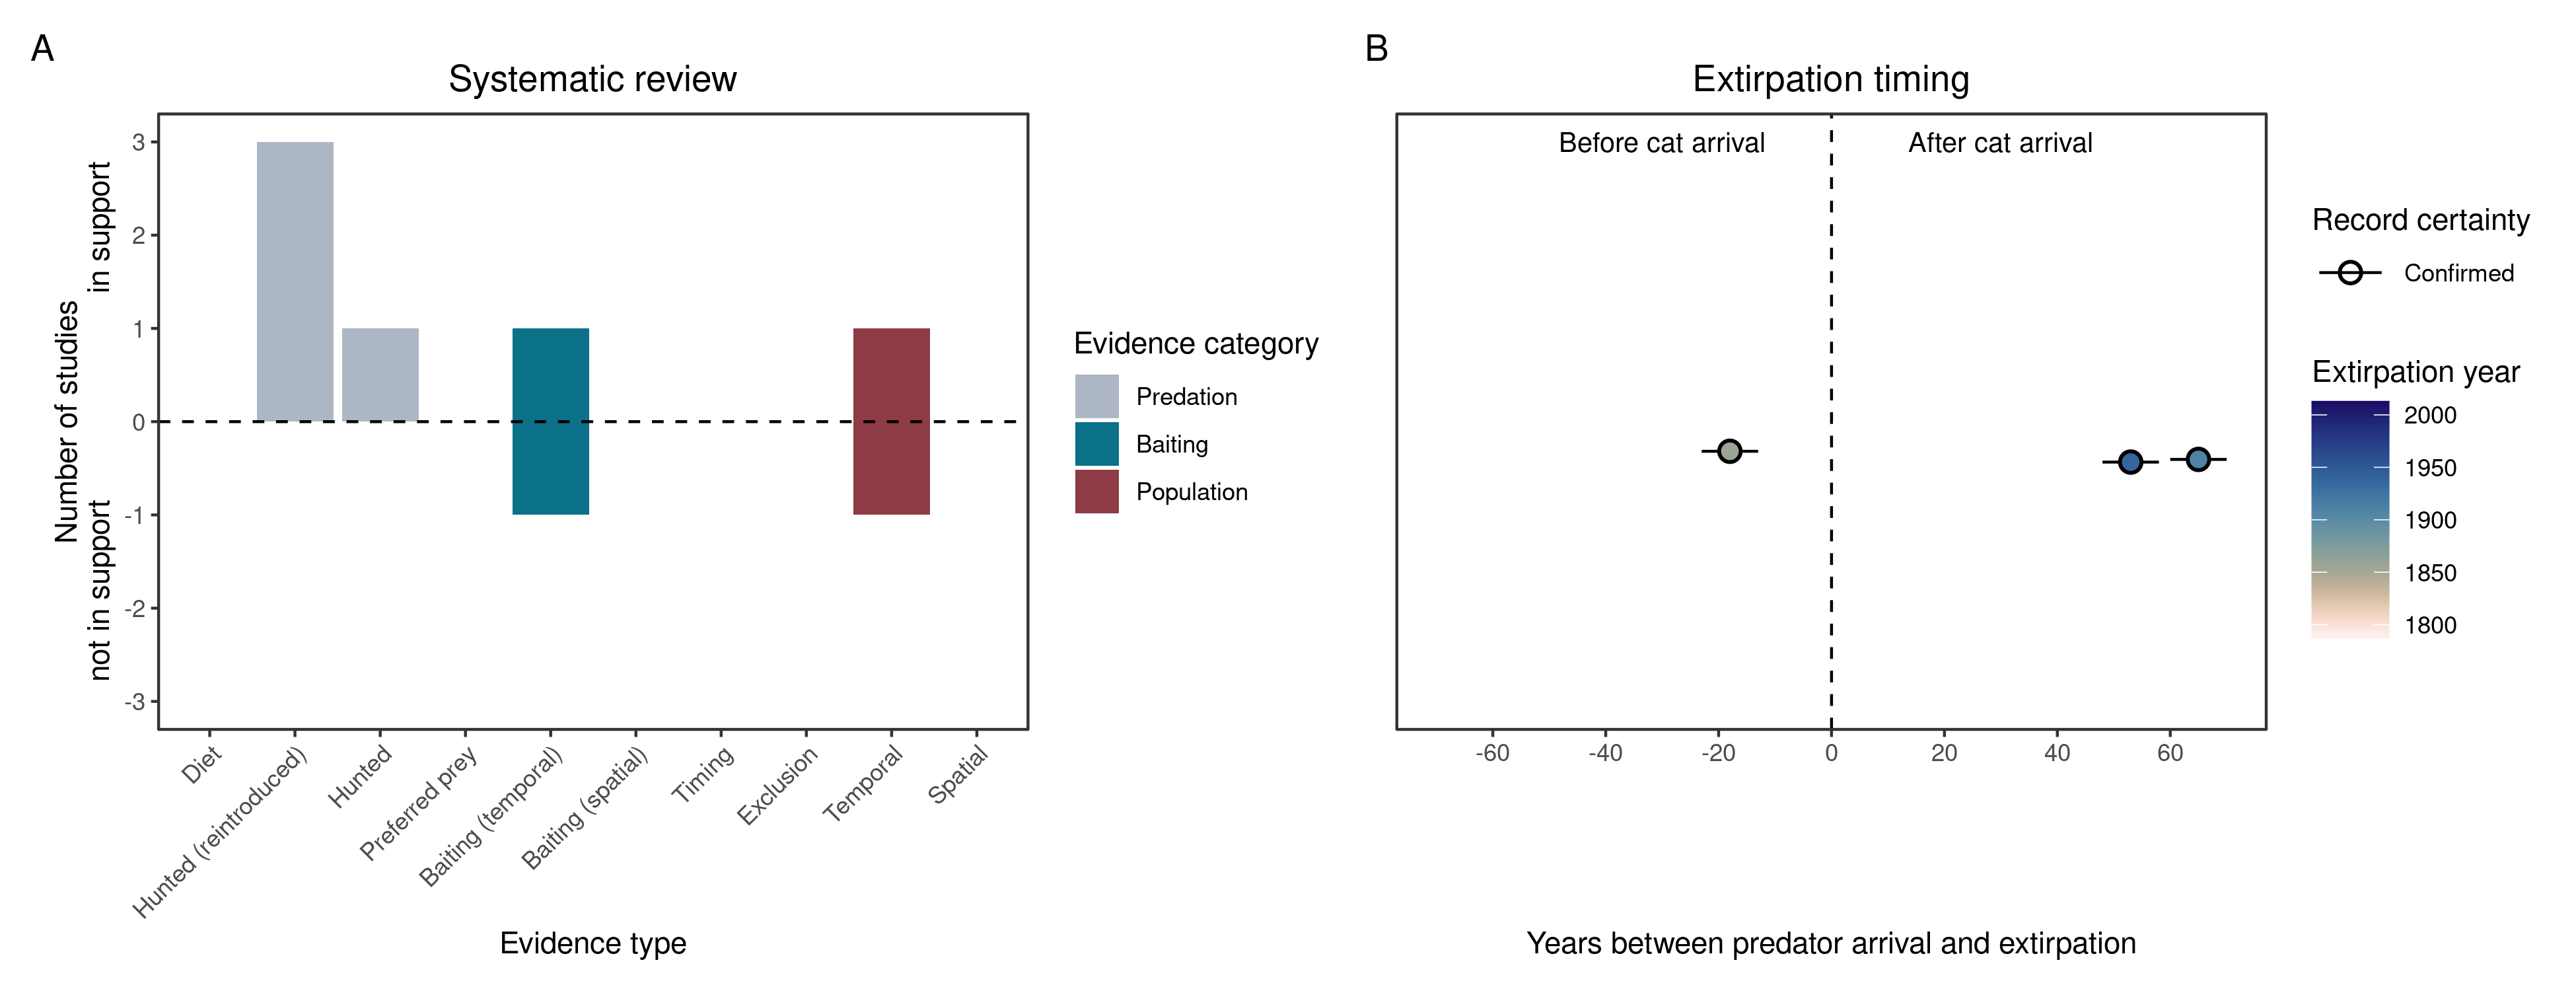 A
Systematic review
Number of studies
not in support
in support
3
2
1
0
-1
-2
-3
Diet
Hunted (reintroduced)
Hunted
Preferred prey
Baiting (temporal)
Baiting (spatial)
Timing
Exclusion
Temporal
Spatial
Evidence type
Evidence category
Predation
Baiting
Population
B
Extirpation timing
Before cat arrival
After cat arrival
-60
-40
-20
0
20
40
60
Years between predator arrival and extirpation
Record certainty
Confirmed
Extirpation year
2000
1950
1900
1850
1800